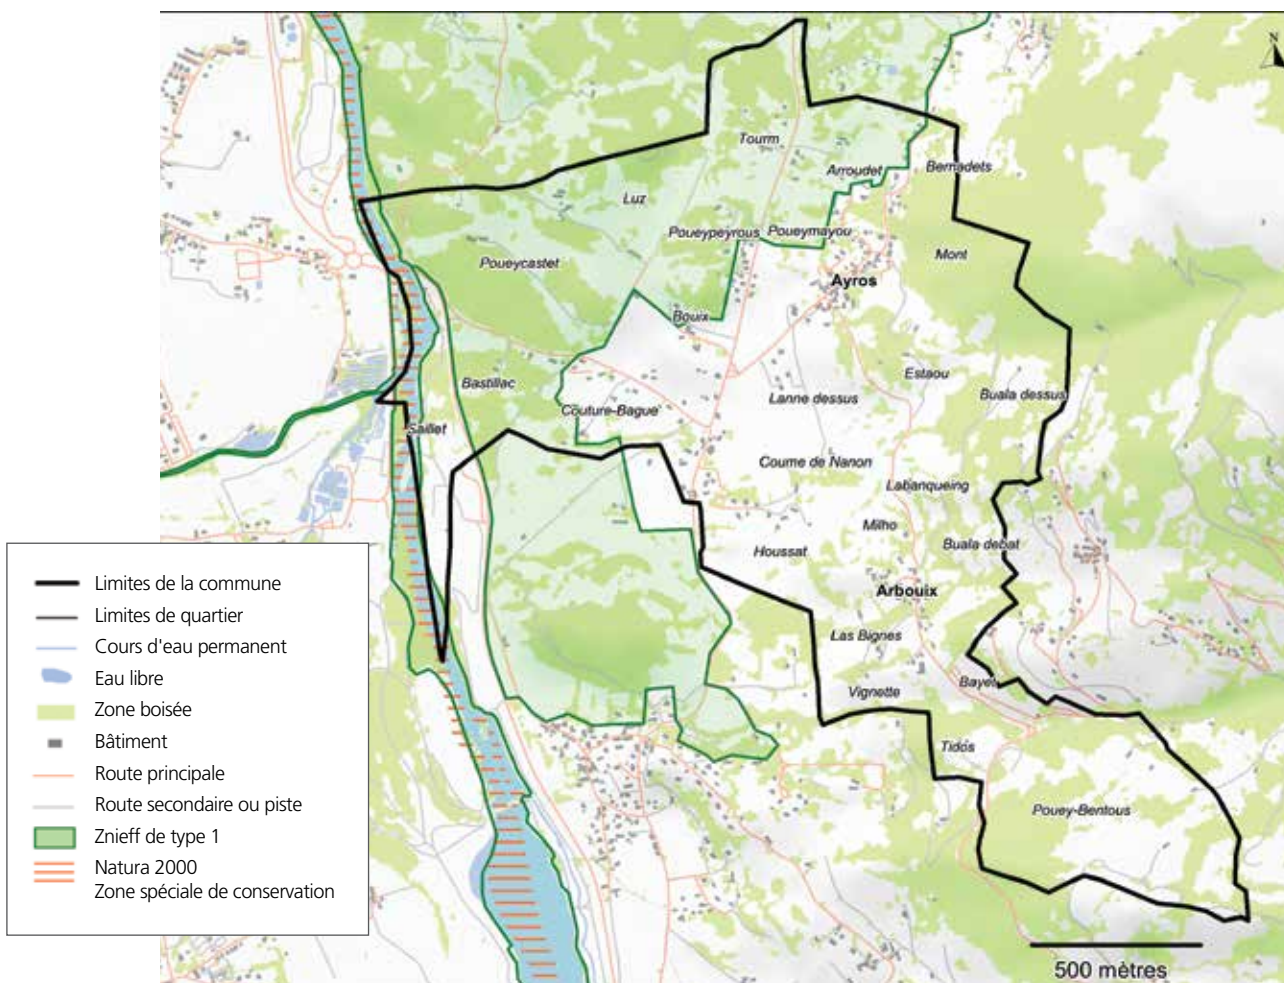 N
Tourm
Arroudet
Bernadets
Luz
Poueypeyrous
Poueymayou
Mont
Poueycastet
Ayros
Bouix
Estaou
Bastillac
Buala dessus
Lanne dessus
Couture-Bague
Saillet
Coume de Nanon
Labanqueing
Milho
Buala debat
Houssat
Arbouix
Las Bignes
Vignette
Bayet
Tidos
Pouey-Bentous
500 mètres
Limites de la commune
Limites de quartier
Cours d'eau permanent
Eau libre
Zone boisée
Bâtiment
Route principale
Route secondaire ou piste
Znieff de type 1
Natura 2000
Zone spéciale de conservation